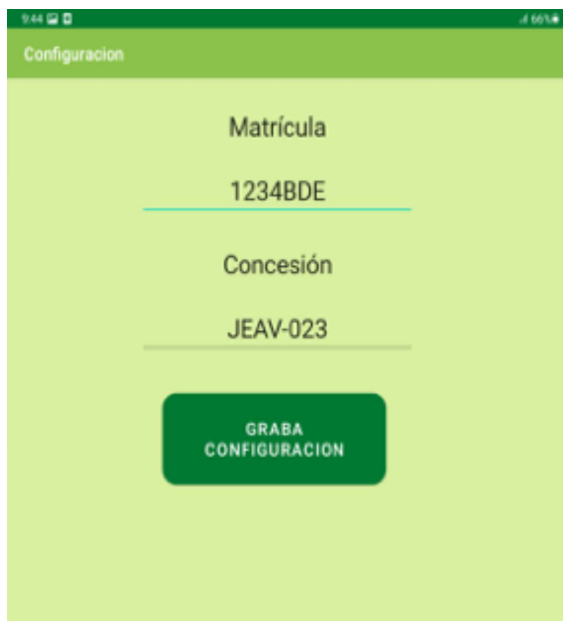 9:44
66%
Configuracion
Matrícula
1234BDE
Concesión
JEAV-023
GRABA
CONFIGURACION